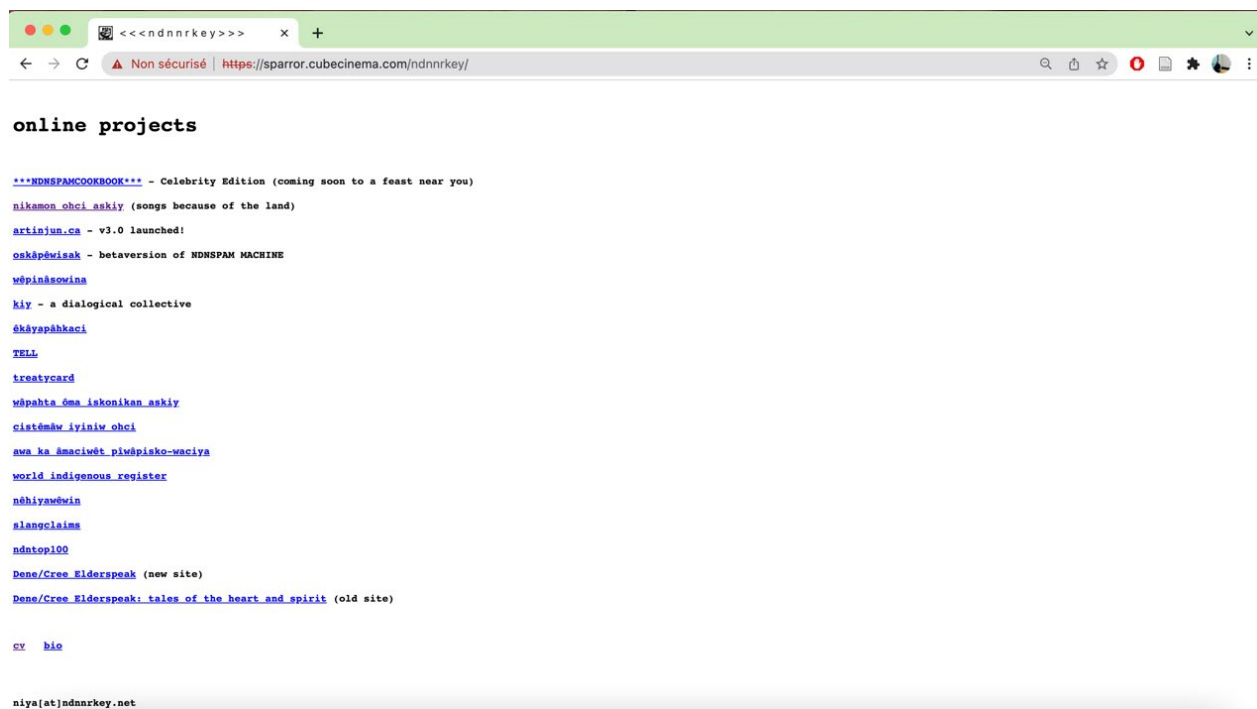 <<<ndnnrkey>>>
Non sécurisé | https://sparror.cubecinema.com/ndnnrkey/
online projects
***NDNSPAMCOOKBOOK*** - Celebrity Edition (coming soon to a feast near you)
nikamon ohci askiy (songs because of the land)
artinjun.ca - v3.0 launched!
oskâpêwisak - betaversion of NDNSPAM MACHINE
wêpinâsowina
kiy - a dialogical collective
êkâyapâhkaci
TELL
treatycard
wâpahta ôma iskonikan askiy
cistêmâw iyiniw ohci
awa ka âmaciwêt pîwâpisko-waciya
world indigenous register
nêhiyawêwin
slangclaims
ndntop100
Dene/Cree Elderspeak (new site)
Dene/Cree Elderspeak: tales of the heart and spirit (old site)
cv bio
niya[at]ndnnrkey.net